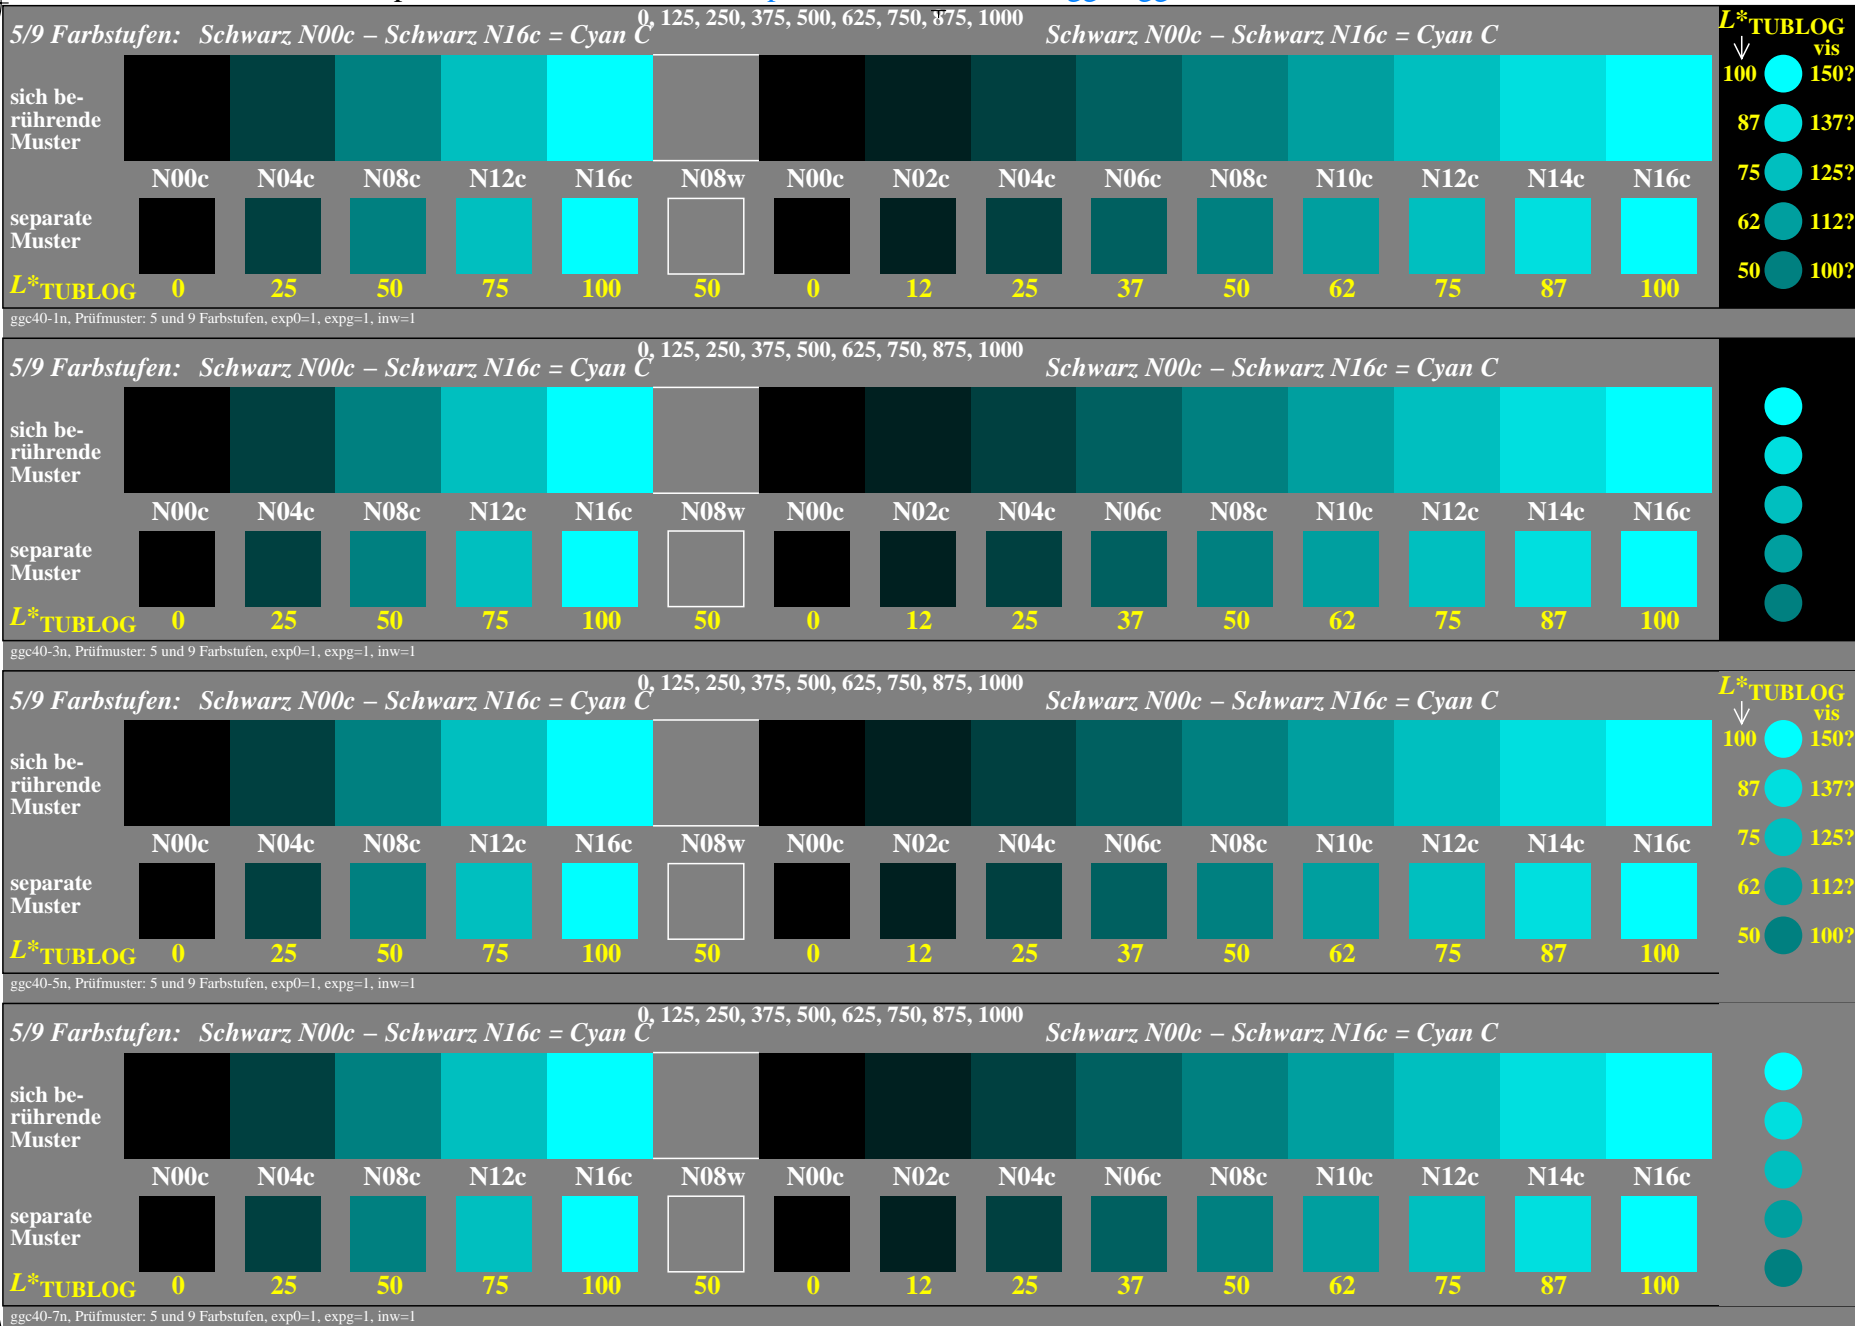 0, 125, 250, 375, 500, 625, 750, 875, 1000
5/9 Farbstufen: Schwarz N00c – Schwarz N16c = Cyan C
Schwarz N00c – Schwarz N16c = Cyan C
sich be-
rührende
Muster
N00c N04c N08c N12c N16c N08w N00c N02c N04c N06c N08c N10c N12c N14c N16c
separate
Muster
L*TUBLOG 0 25 50 75 100 50 0 12 25 37 50 62 75 87 100
L*TUBLOG
vis
100 150?
87 137?
75 125?
62 112?
50 100?
ggc40-1n, Prüfmuster: 5 und 9 Farbstufen, exp0=1, expg=1, inw=1
0, 125, 250, 375, 500, 625, 750, 875, 1000
5/9 Farbstufen: Schwarz N00c – Schwarz N16c = Cyan C
Schwarz N00c – Schwarz N16c = Cyan C
sich be-
rührende
Muster
N00c N04c N08c N12c N16c N08w N00c N02c N04c N06c N08c N10c N12c N14c N16c
separate
Muster
L*TUBLOG 0 25 50 75 100 50 0 12 25 37 50 62 75 87 100
ggc40-3n, Prüfmuster: 5 und 9 Farbstufen, exp0=1, expg=1, inw=1
0, 125, 250, 375, 500, 625, 750, 875, 1000
5/9 Farbstufen: Schwarz N00c – Schwarz N16c = Cyan C
Schwarz N00c – Schwarz N16c = Cyan C
sich be-
rührende
Muster
N00c N04c N08c N12c N16c N08w N00c N02c N04c N06c N08c N10c N12c N14c N16c
separate
Muster
L*TUBLOG 0 25 50 75 100 50 0 12 25 37 50 62 75 87 100
L*TUBLOG
vis
100 150?
87 137?
75 125?
62 112?
50 100?
ggc40-5n, Prüfmuster: 5 und 9 Farbstufen, exp0=1, expg=1, inw=1
0, 125, 250, 375, 500, 625, 750, 875, 1000
5/9 Farbstufen: Schwarz N00c – Schwarz N16c = Cyan C
Schwarz N00c – Schwarz N16c = Cyan C
sich be-
rührende
Muster
N00c N04c N08c N12c N16c N08w N00c N02c N04c N06c N08c N10c N12c N14c N16c
separate
Muster
L*TUBLOG 0 25 50 75 100 50 0 12 25 37 50 62 75 87 100
ggc40-7n, Prüfmuster: 5 und 9 Farbstufen, exp0=1, expg=1, inw=1